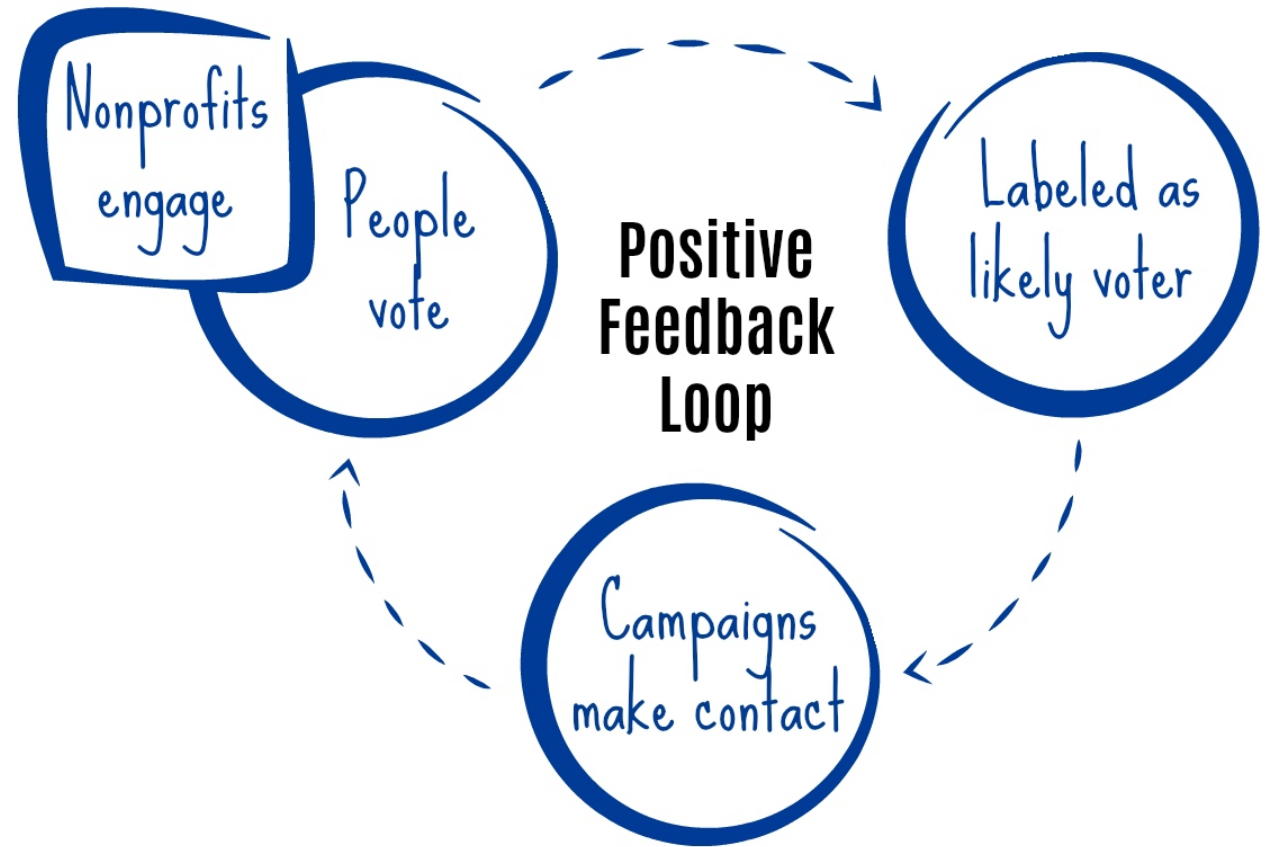 Nonprofits
engage
People
vote
Positive
Feedback
Loop
Labeled as
likely voter
Campaigns
make contact